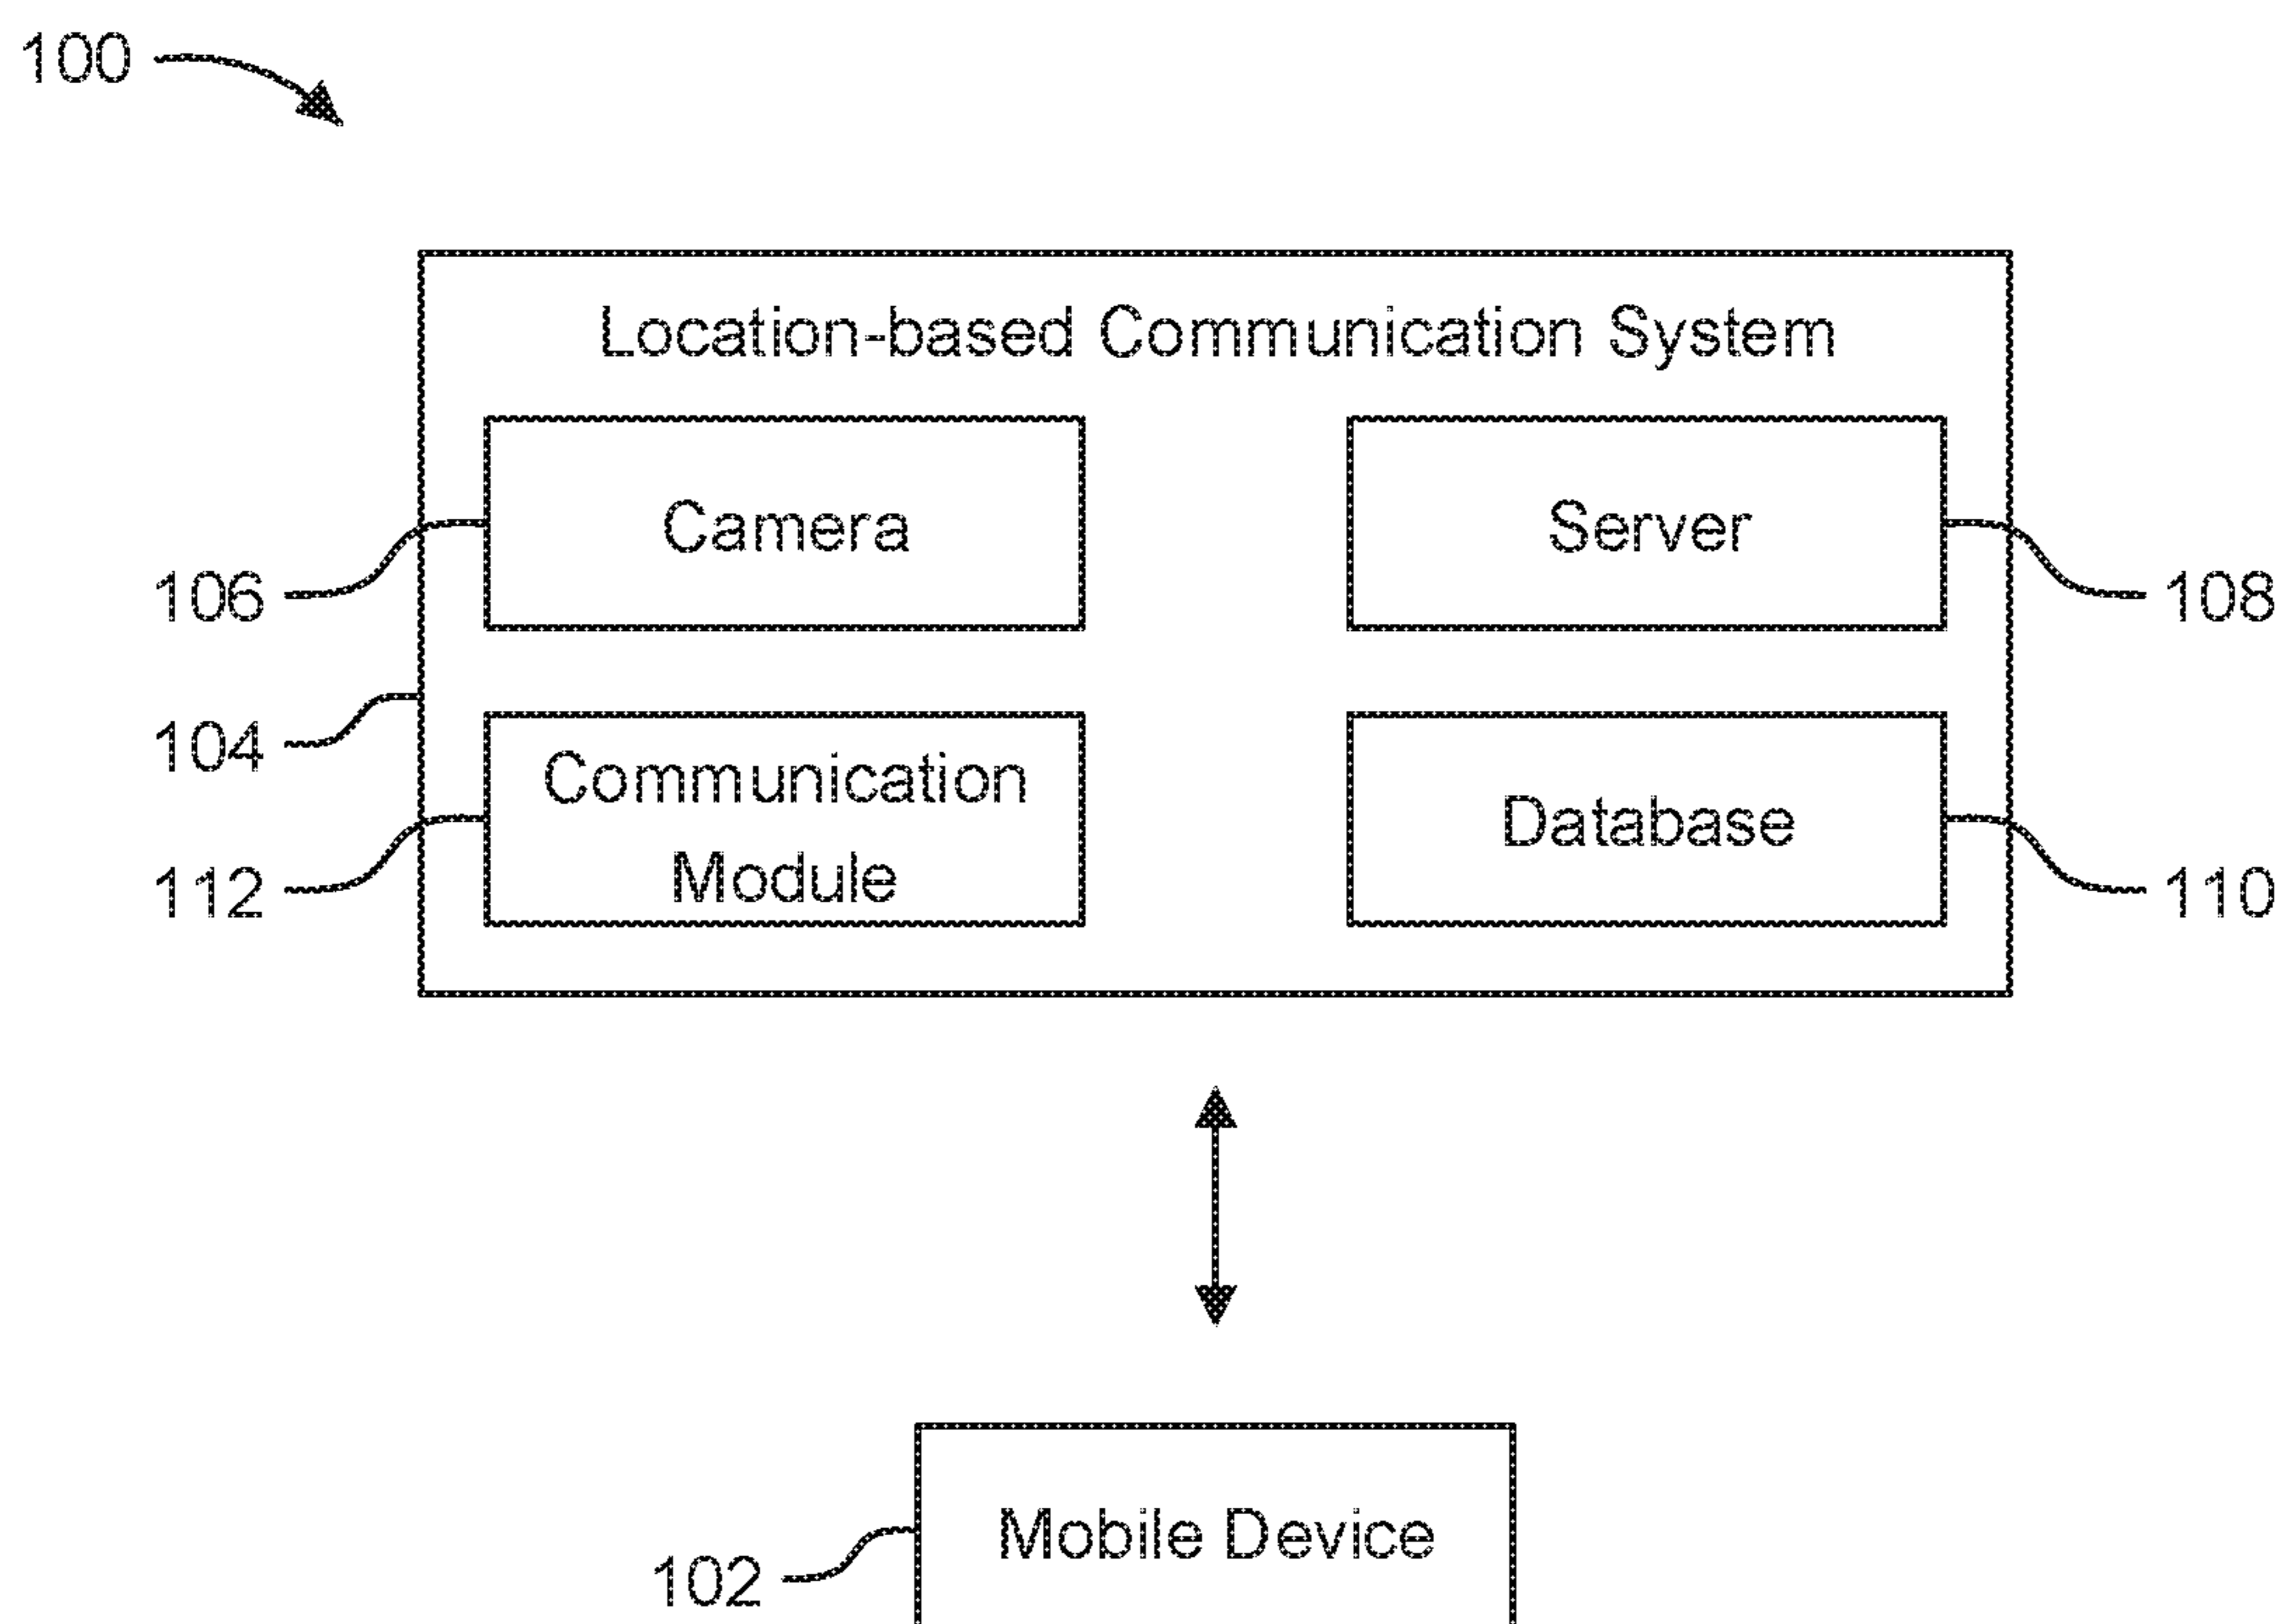 100
Location-based Communication System
Camera
Server
106
108
104
Communication
Module
Database
112
110
Mobile Device
102